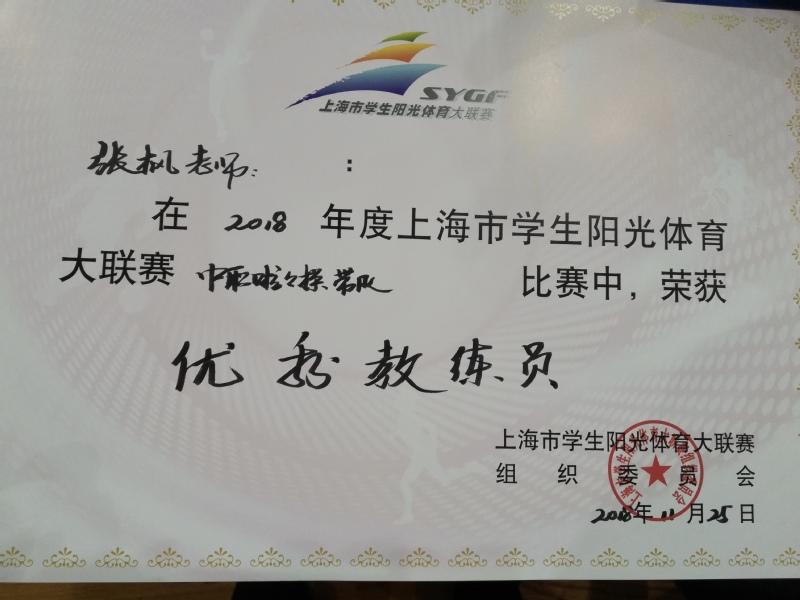 SYGF
上海市学生阳光体育大联赛
张枫老师: :
在 2018 年度上海市学生阳光体育
大联赛 中职啦啦操带队 比赛中，荣获
优秀教练员
上海市学生阳光体育大联赛
组织委员会
2018年11月25日